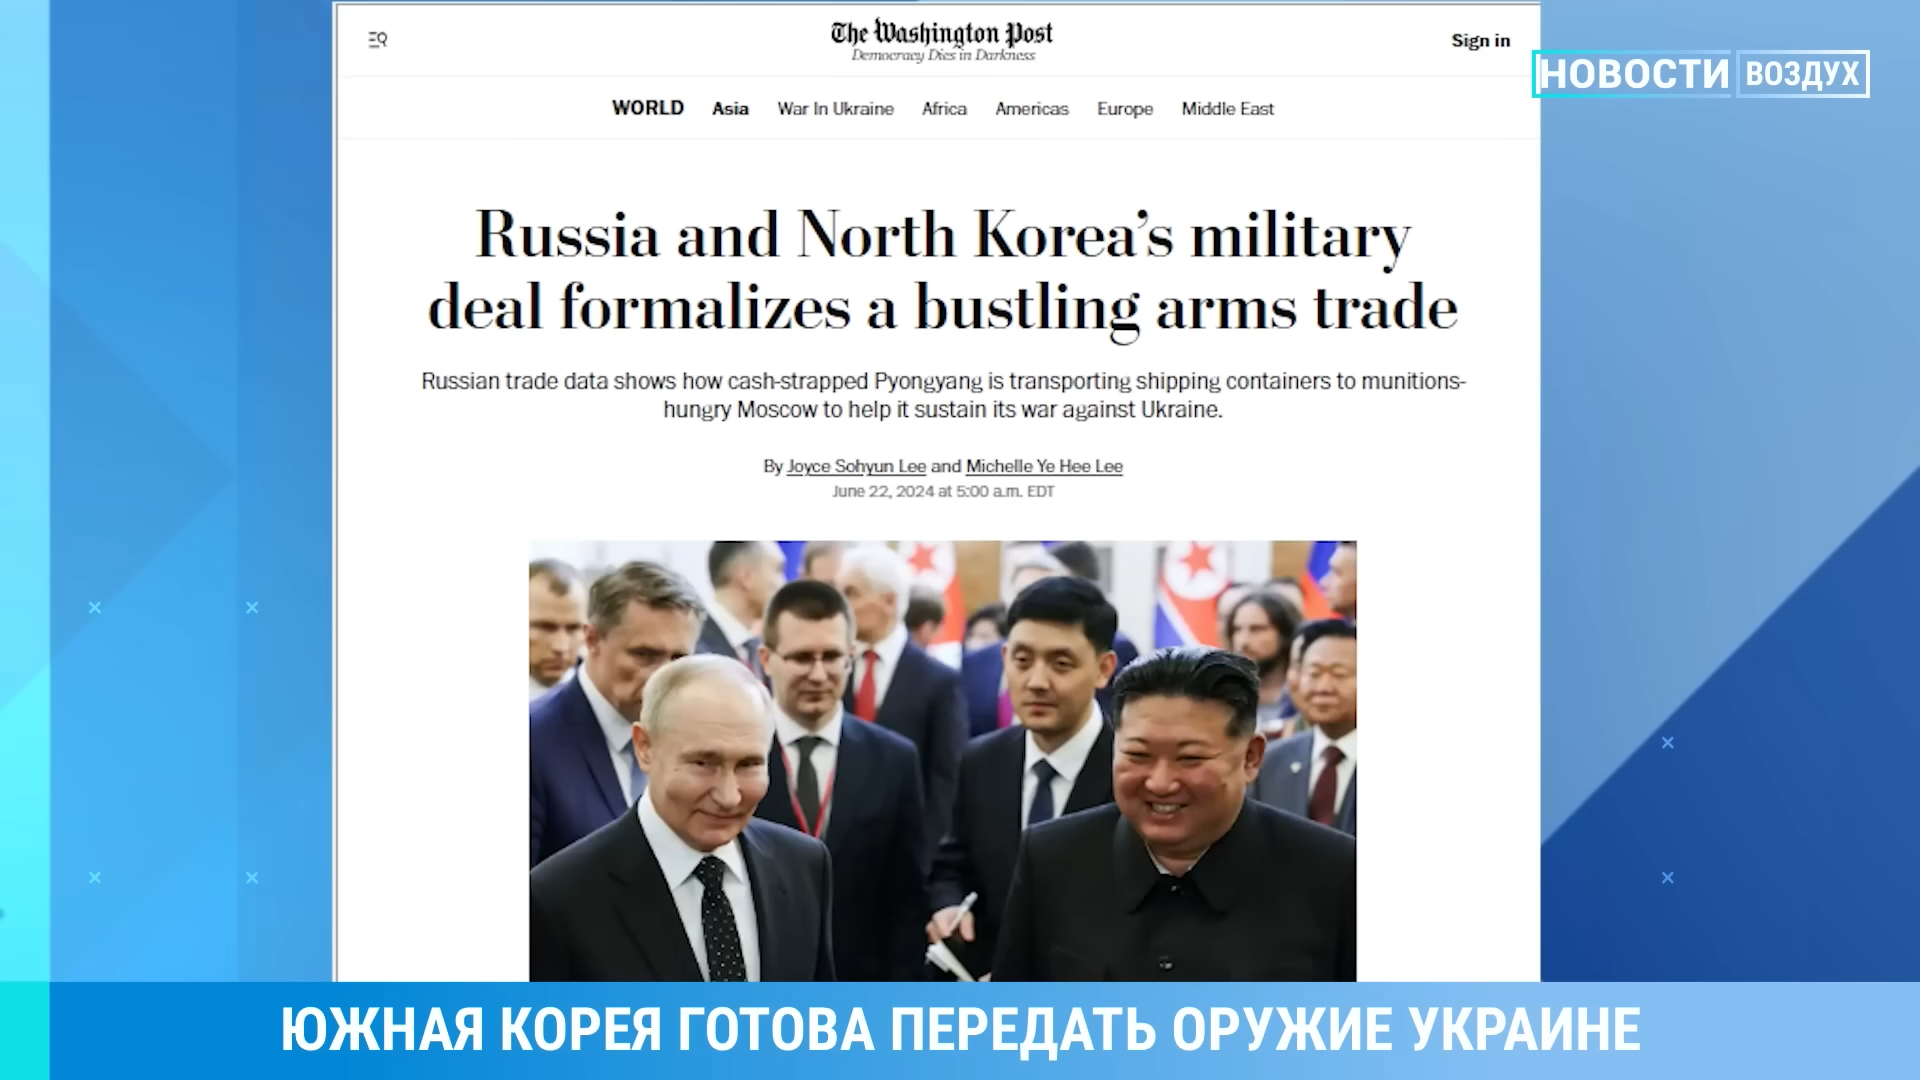 The Washington Post
Democracy Dies in Darkness
Sign in
НОВОСТИ ВОЗДУХ
WORLD Asia War In Ukraine Africa Americas Europe Middle East
Russia and North Korea’s military
deal formalizes a bustling arms trade
Russian trade data shows how cash-strapped Pyongyang is transporting shipping containers to munitions-
hungry Moscow to help it sustain its war against Ukraine.
By Joyce Sohyun Lee and Michelle Ye Hee Lee
June 22, 2024 at 5:00 a.m. EDT
ЮЖНАЯ КОРЕЯ ГОТОВА ПЕРЕДАТЬ ОРУЖИЕ УКРАИНЕ